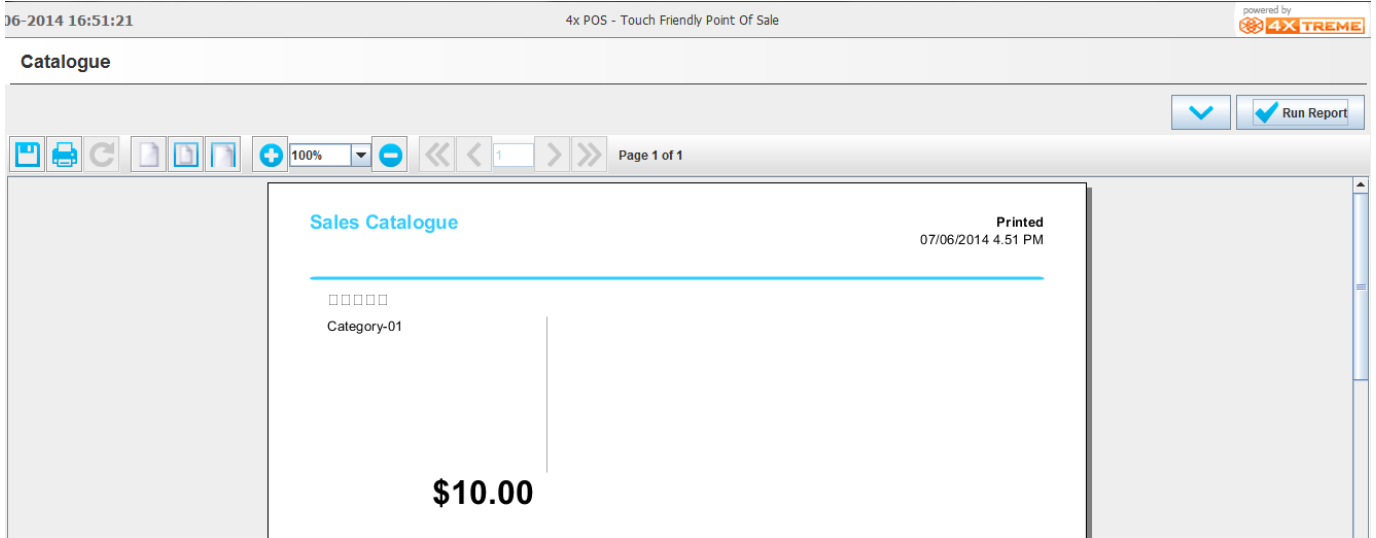 06-2014 16:51:21
4x POS - Touch Friendly Point Of Sale
powered by
4XTREME
Catalogue
Run Report
100%
1
Page 1 of 1
Sales Catalogue
Printed
07/06/2014 4.51 PM
□□□□□
Category-01
$10.00